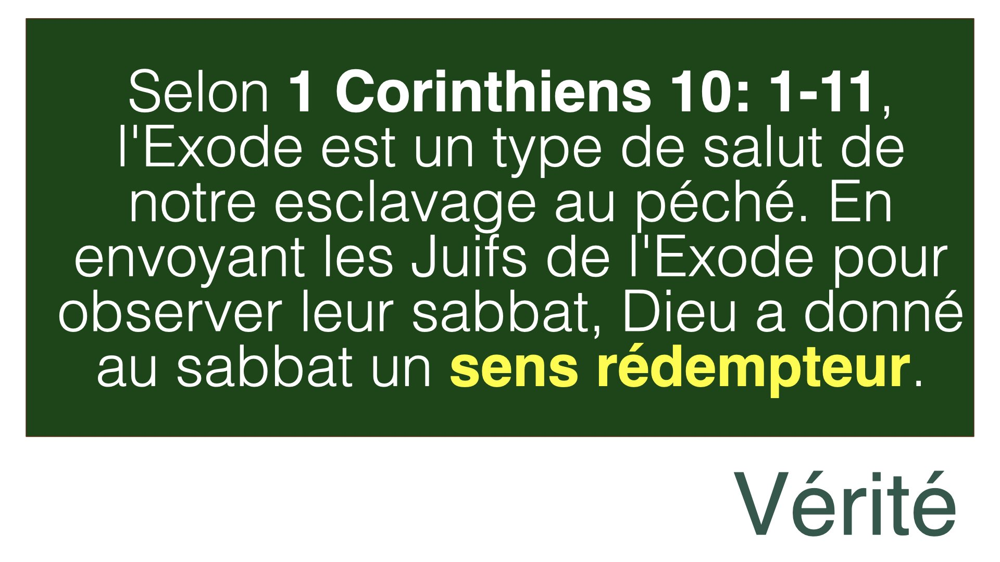 Selon 1 Corinthiens 10: 1-11,
l'Exode est un type de salut de
notre esclavage au péché. En
envoyant les Juifs de l'Exode pour
observer leur sabbat, Dieu a donné
au sabbat un sens rédempteur.
Vérité